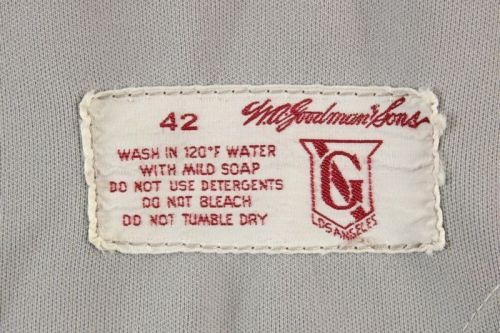 42
W.A. Goodman & Sons
WASH IN 120°F WATER
WITH MILD SOAP
DO NOT USE DETERGENTS
DO NOT BLEACH
DO NOT TUMBLE DRY
G
LOS ANGELES